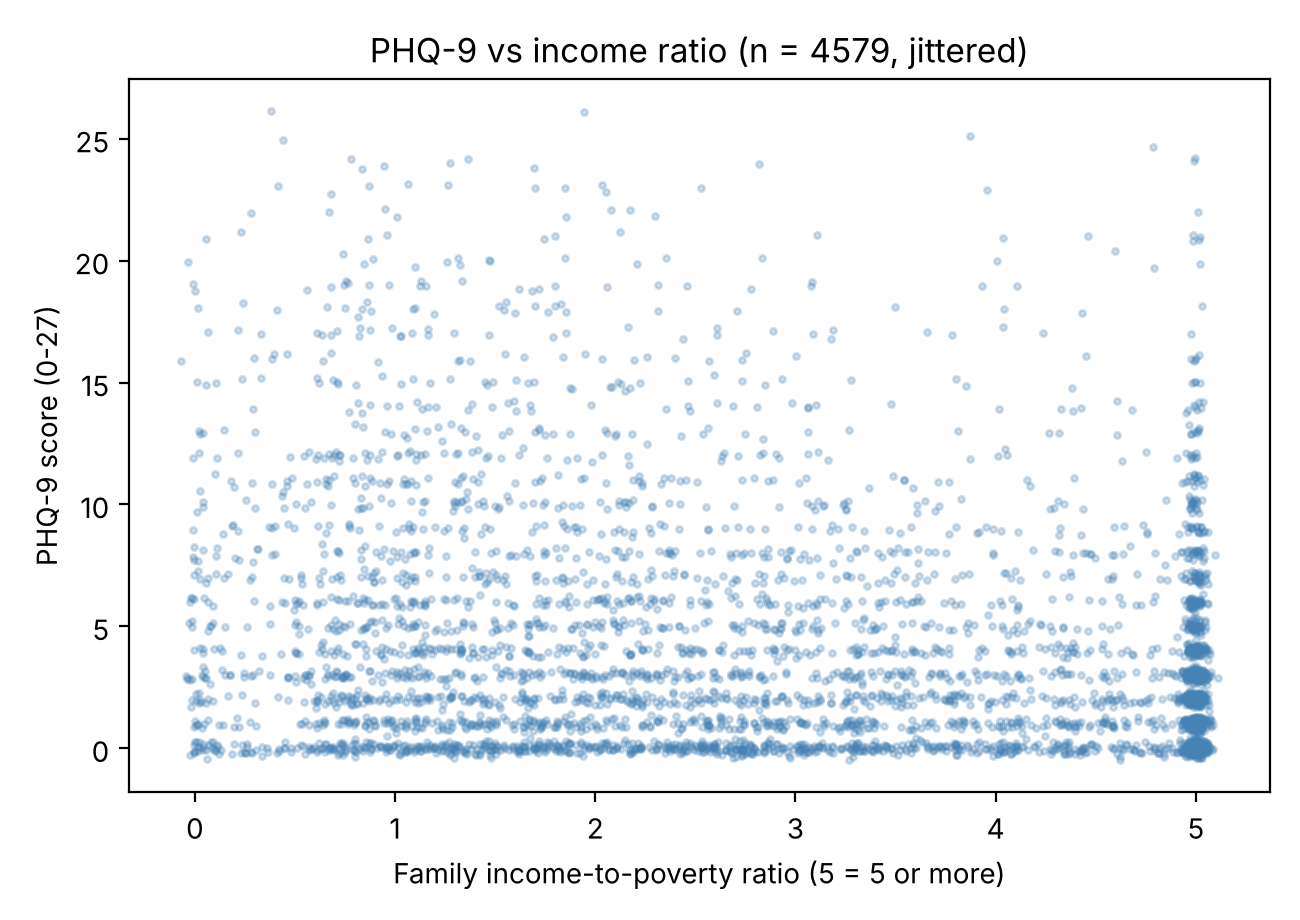 PHQ-9 vs income ratio (n = 4579, jittered)
PHQ-9 score (0-27)
25
20
15
10
5
0
0 1 2 3 4 5
Family income-to-poverty ratio (5 = 5 or more)